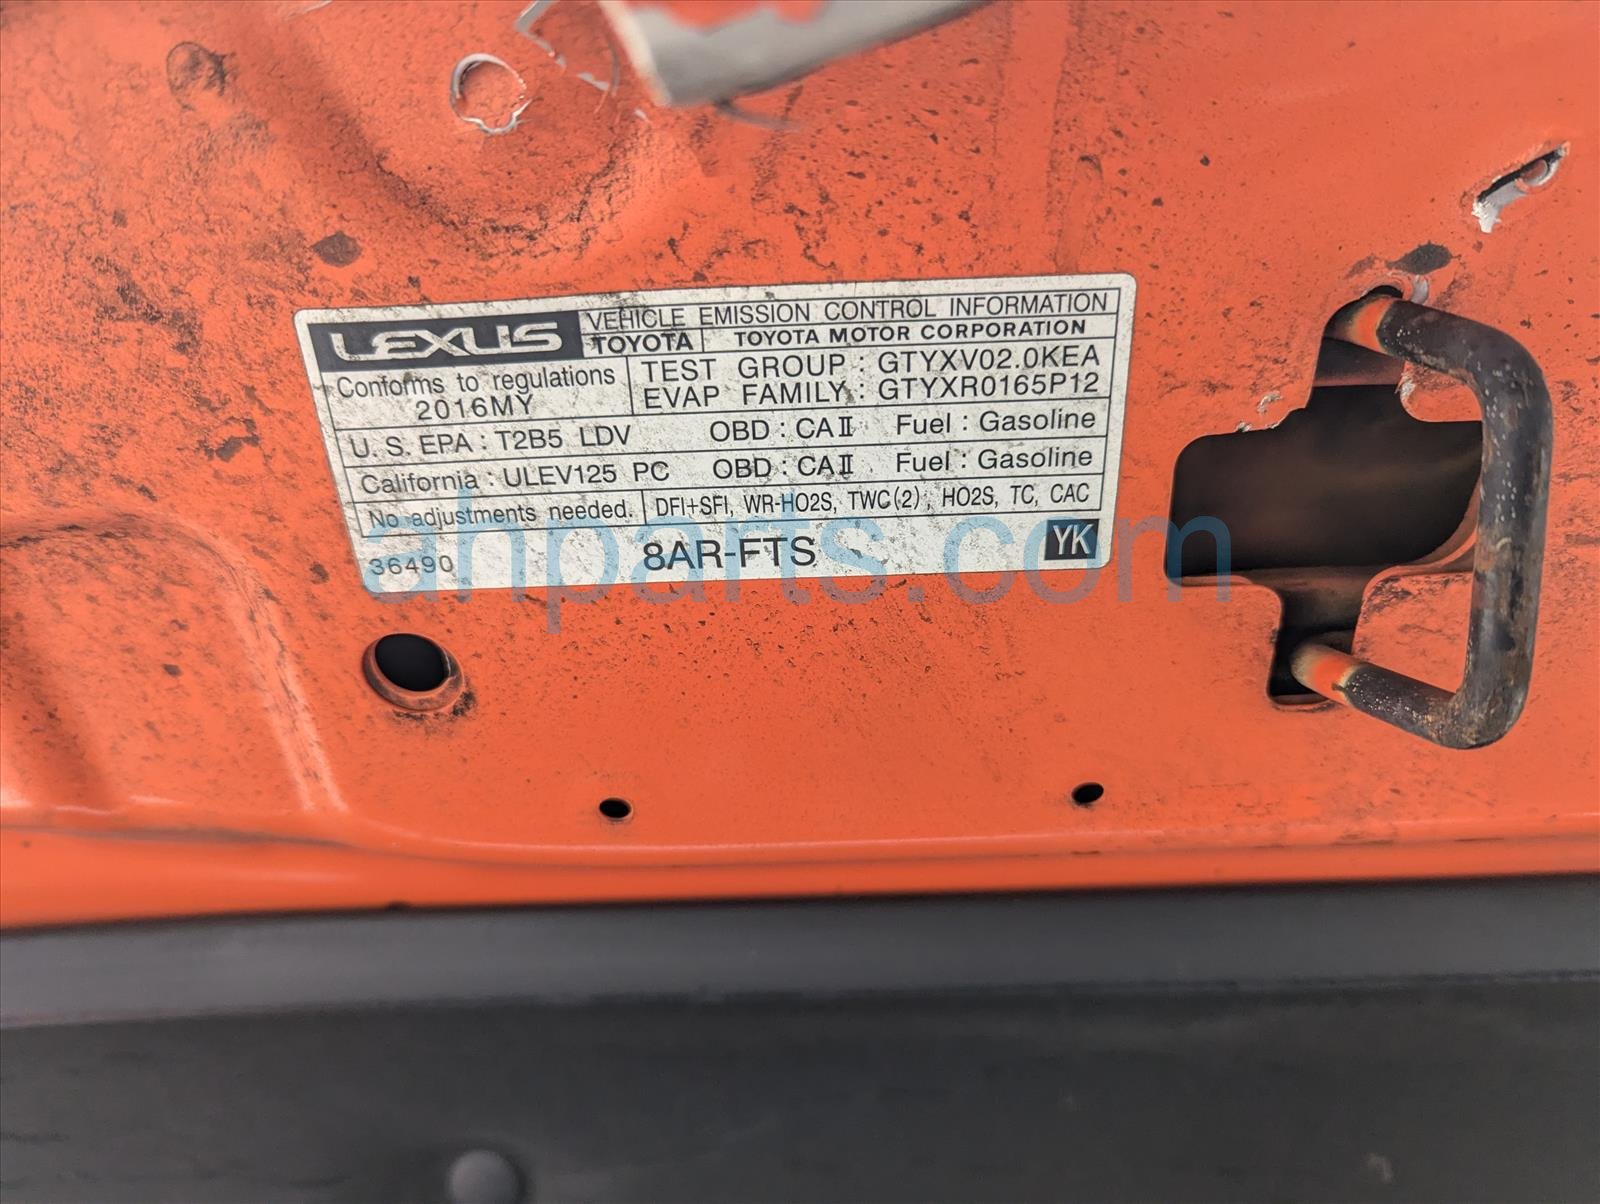 LEXUS
VEHICLE EMISSION CONTROL INFORMATION
TOYOTA TOYOTA MOTOR CORPORATION
Conforms to regulations
2016MY
TEST GROUP : GTYXV02.0KEA
EVAP FAMILY : GTYXR0165P12
U. S. EPA : T2B5 LDV OBD : CAⅡ Fuel : Gasoline
California : ULEV125 PC OBD : CAⅡ Fuel : Gasoline
No adjustments needed. DFI+SFI, WR-HO2S, TWC(2), HO2S, TC, CAC
36490 8AR-FTS YK
ahparts.com